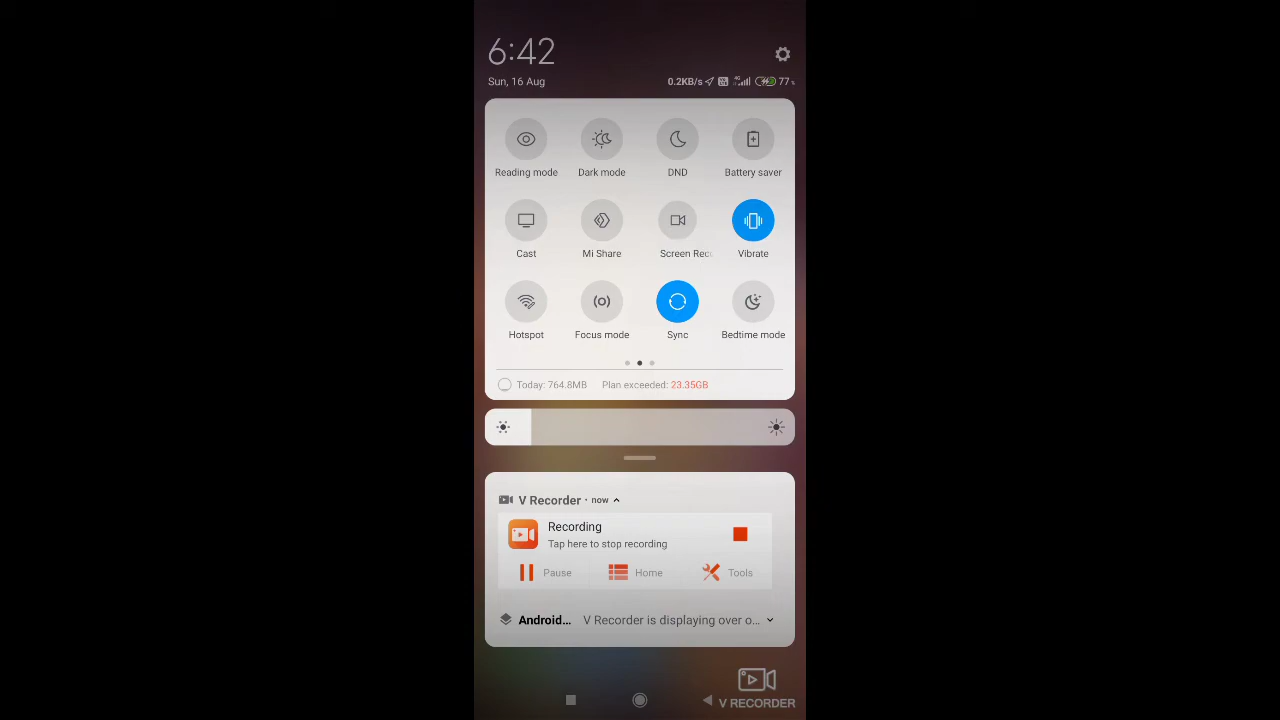 6:42
Sun, 16 Aug
0.2KB/s 4G 77
Reading mode Dark mode DND Battery saver
Cast Mi Share Screen Rec Vibrate
Hotspot Focus mode Sync Bedtime mode
Today: 764.8MB Plan exceeded: 23.35GB
V Recorder • now
Recording
Tap here to stop recording
Pause Home Tools
Android... V Recorder is displaying over o...
V RECORDER